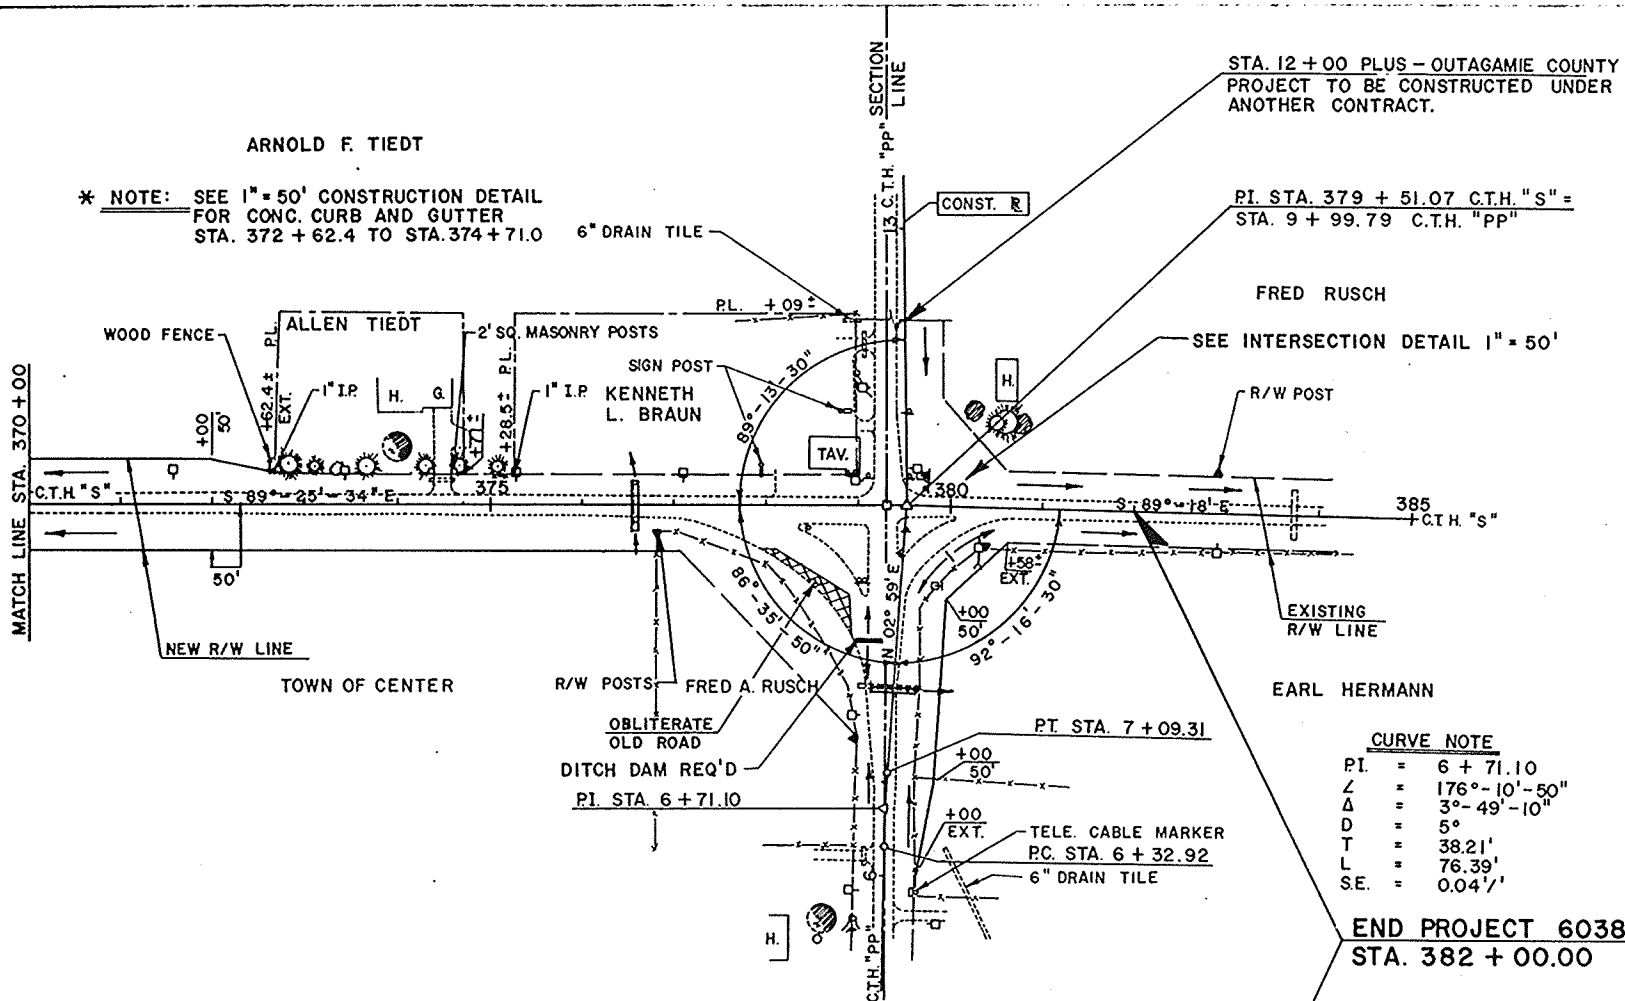 SECTION
LINE
STA. 12 + 00 PLUS - OUTAGAMIE COUNTY
PROJECT TO BE CONSTRUCTED UNDER
ANOTHER CONTRACT.
ARNOLD F. TIEDT
* NOTE: SEE 1" = 50' CONSTRUCTION DETAIL
FOR CONC. CURB AND GUTTER
STA. 372 + 62.4 TO STA. 374 + 71.0
6" DRAIN TILE
13
C.T.H. "PP"
CONST. R
P.I. STA. 379 + 51.07 C.T.H. "S" =
STA. 9 + 99.79 C.T.H. "PP"
FRED RUSCH
P.L. +09 ±
WOOD FENCE
+62.4 ± P.L.
EXT.
ALLEN TIEDT
2' SQ. MASONRY POSTS
SIGN POST
SEE INTERSECTION DETAIL 1" = 50'
1" I.P.
H.
G.
+71 ±
+28.5 ± P.L.
1" I.P.
KENNETH
L. BRAUN
89° - 13' - 30"
H.
R/W POST
MATCH LINE STA. 370 + 00
+00
50'
TAV.
C.T.H. "S"
S 89° - 25' - 34" E
375
380
S 89° - 18' E
385
C.T.H. "S"
50'
86° - 35' - 50"
N 02° 59' E
+58 ±
EXT.
+00
50'
92° - 16' - 30"
EXISTING
R/W LINE
NEW R/W LINE
TOWN OF CENTER
R/W POSTS
FRED A. RUSCH
EARL HERMANN
OBLITERATE
OLD ROAD
DITCH DAM REQ'D
P.T. STA. 7 + 09.31
+00
50'
P.I. STA. 6 + 71.10
+00
EXT.
TELE. CABLE MARKER
P.C. STA. 6 + 32.92
6" DRAIN TILE
6
H.
C.T.H. "PP"
CURVE NOTE
P.I. = 6 + 71.10
∠ = 176° - 10' - 50"
Δ = 3° - 49' - 10"
D = 5°
T = 38.21'
L = 76.39'
S.E. = 0.04'/'
END PROJECT 6038
STA. 382 + 00.00